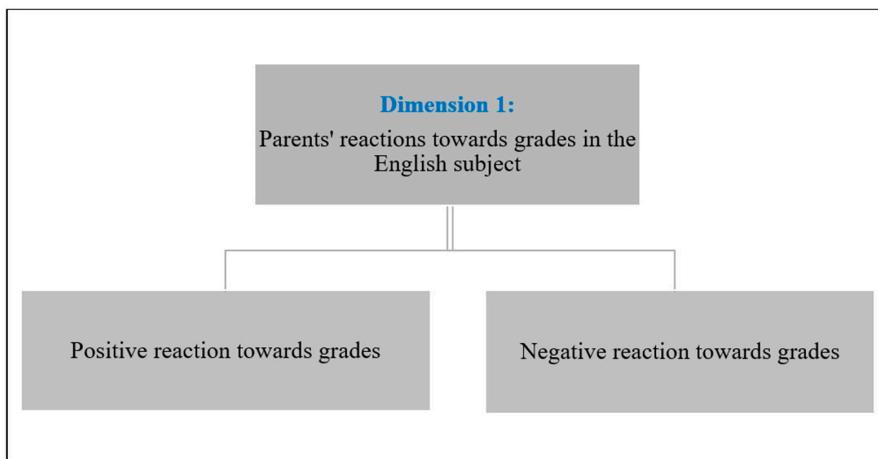 Dimension 1:
Parents' reactions towards grades in the
English subject
Positive reaction towards grades
Negative reaction towards grades